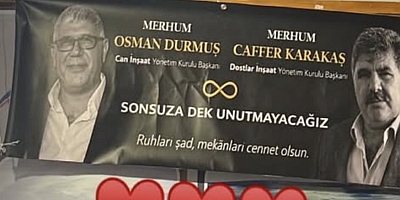 MERHUM
OSMAN DURMUŞ
Can İnşaat Yönetim Kurulu Başkanı
MERHUM
CAFFER KARAKAŞ
Dostlar İnşaat Yönetim Kurulu Başkanı
SONSUZA DEK UNUTMAYACAĞIZ
Ruhları şad, mekânları cennet olsun.